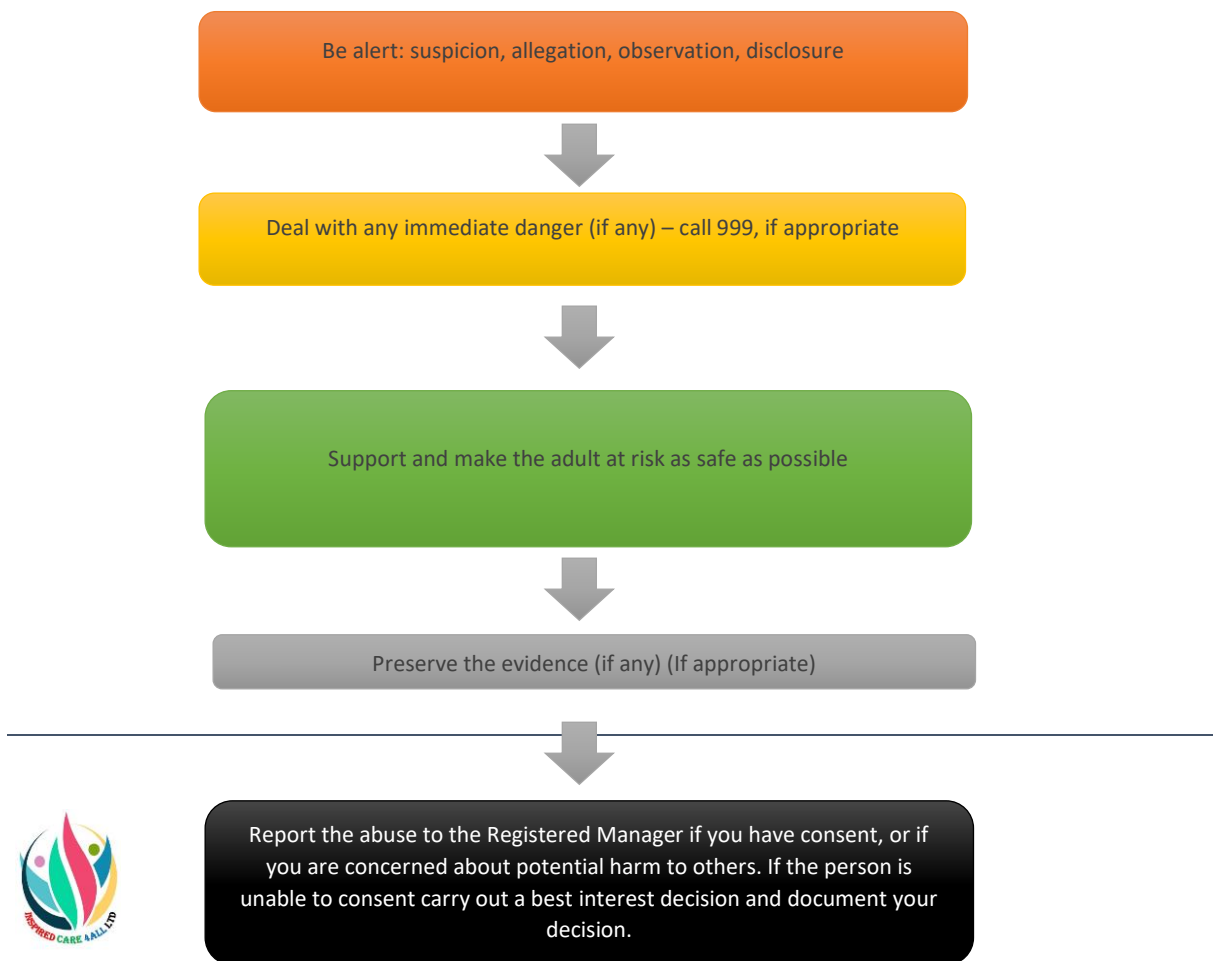 Be alert: suspicion, allegation, observation, disclosure
Deal with any immediate danger (if any) – call 999, if appropriate
Support and make the adult at risk as safe as possible
Preserve the evidence (if any) (If appropriate)
Report the abuse to the Registered Manager if you have consent, or if
you are concerned about potential harm to others. If the person is
unable to consent carry out a best interest decision and document your
decision.
INSPIRED CARE 4 ALL LTD